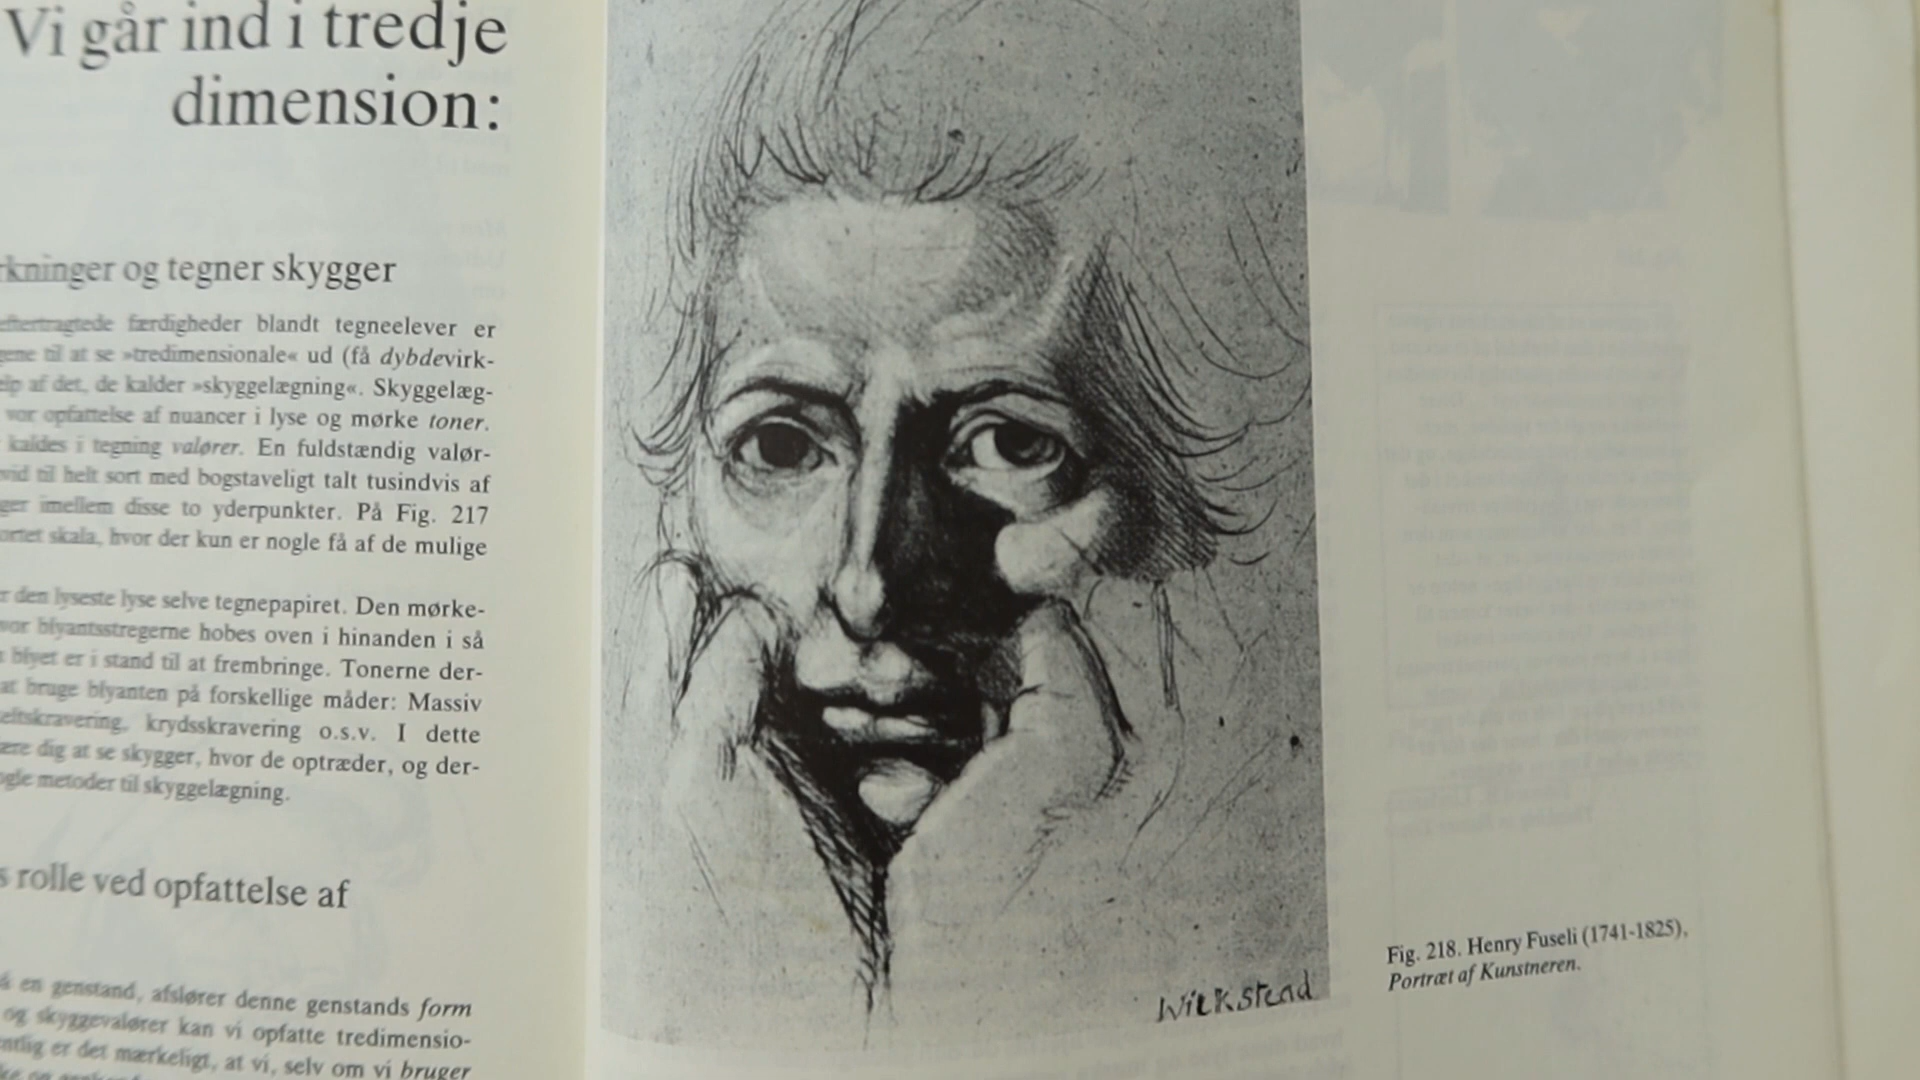 Vi går ind i tredje
dimension:
rkninger og tegner skygger
eftertragtede færdigheder blandt tegneelever er
gene til at se »tredimensionale« ud (få dybdevirk-
elp af det, de kalder »skyggelægning«. Skyggelæg-
vor opfattelse af nuancer i lyse og mørke toner.
kaldes i tegning valører. En fuldstændig valør-
vid til helt sort med bogstaveligt talt tusindvis af
ger imellem disse to yderpunkter. På Fig. 217
ortet skala, hvor der kun er nogle få af de mulige
r den lyseste lyse selve tegnepapiret. Den mørke-
vor blyantsstregerne hobes oven i hinanden i så
blyet er i stand til at frembringe. Tonerne der-
at bruge blyanten på forskellige måder: Massiv
eltskravering, krydsskravering o.s.v. I dette
ære dig at se skygger, hvor de optræder, og der-
ogle metoder til skyggelægning.
s rolle ved opfattelse af
å en genstand, afslører denne genstands form
og skyggevalører kan vi opfatte tredimensio-
ntlig er det mærkeligt, at vi, selv om vi bruger
Wickstead
Fig. 218. Henry Fuseli (1741-1825),
Portræt af Kunstneren.